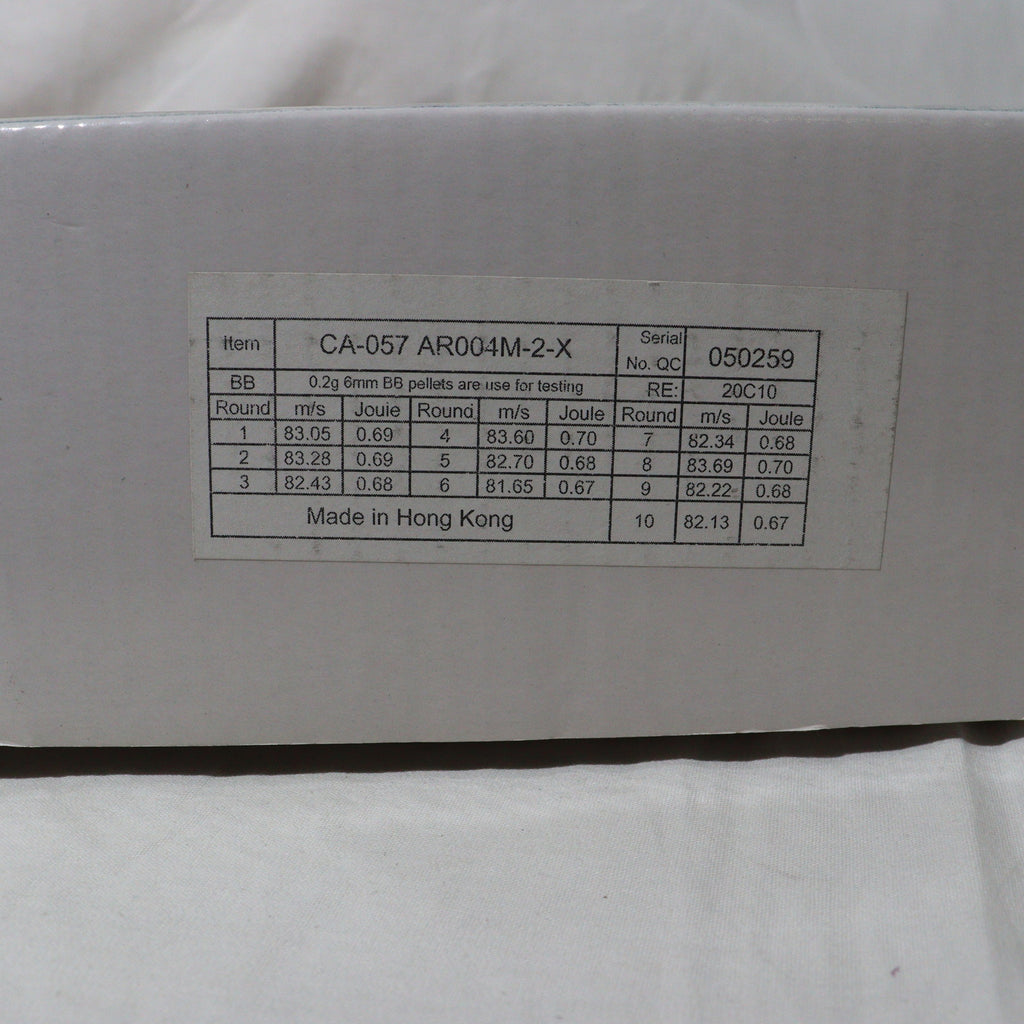 Item CA-057 AR004M-2-X Serial No. QC 050259
BB 0.2g 6mm BB pellets are use for testing RE: 20C10
Round m/s Joule Round m/s Joule Round m/s Joule
1 83.05 0.69 4 83.60 0.70 7 82.34 0.68
2 83.28 0.69 5 82.70 0.68 8 83.69 0.70
3 82.43 0.68 6 81.65 0.67 9 82.22 0.68
Made in Hong Kong 10 82.13 0.67